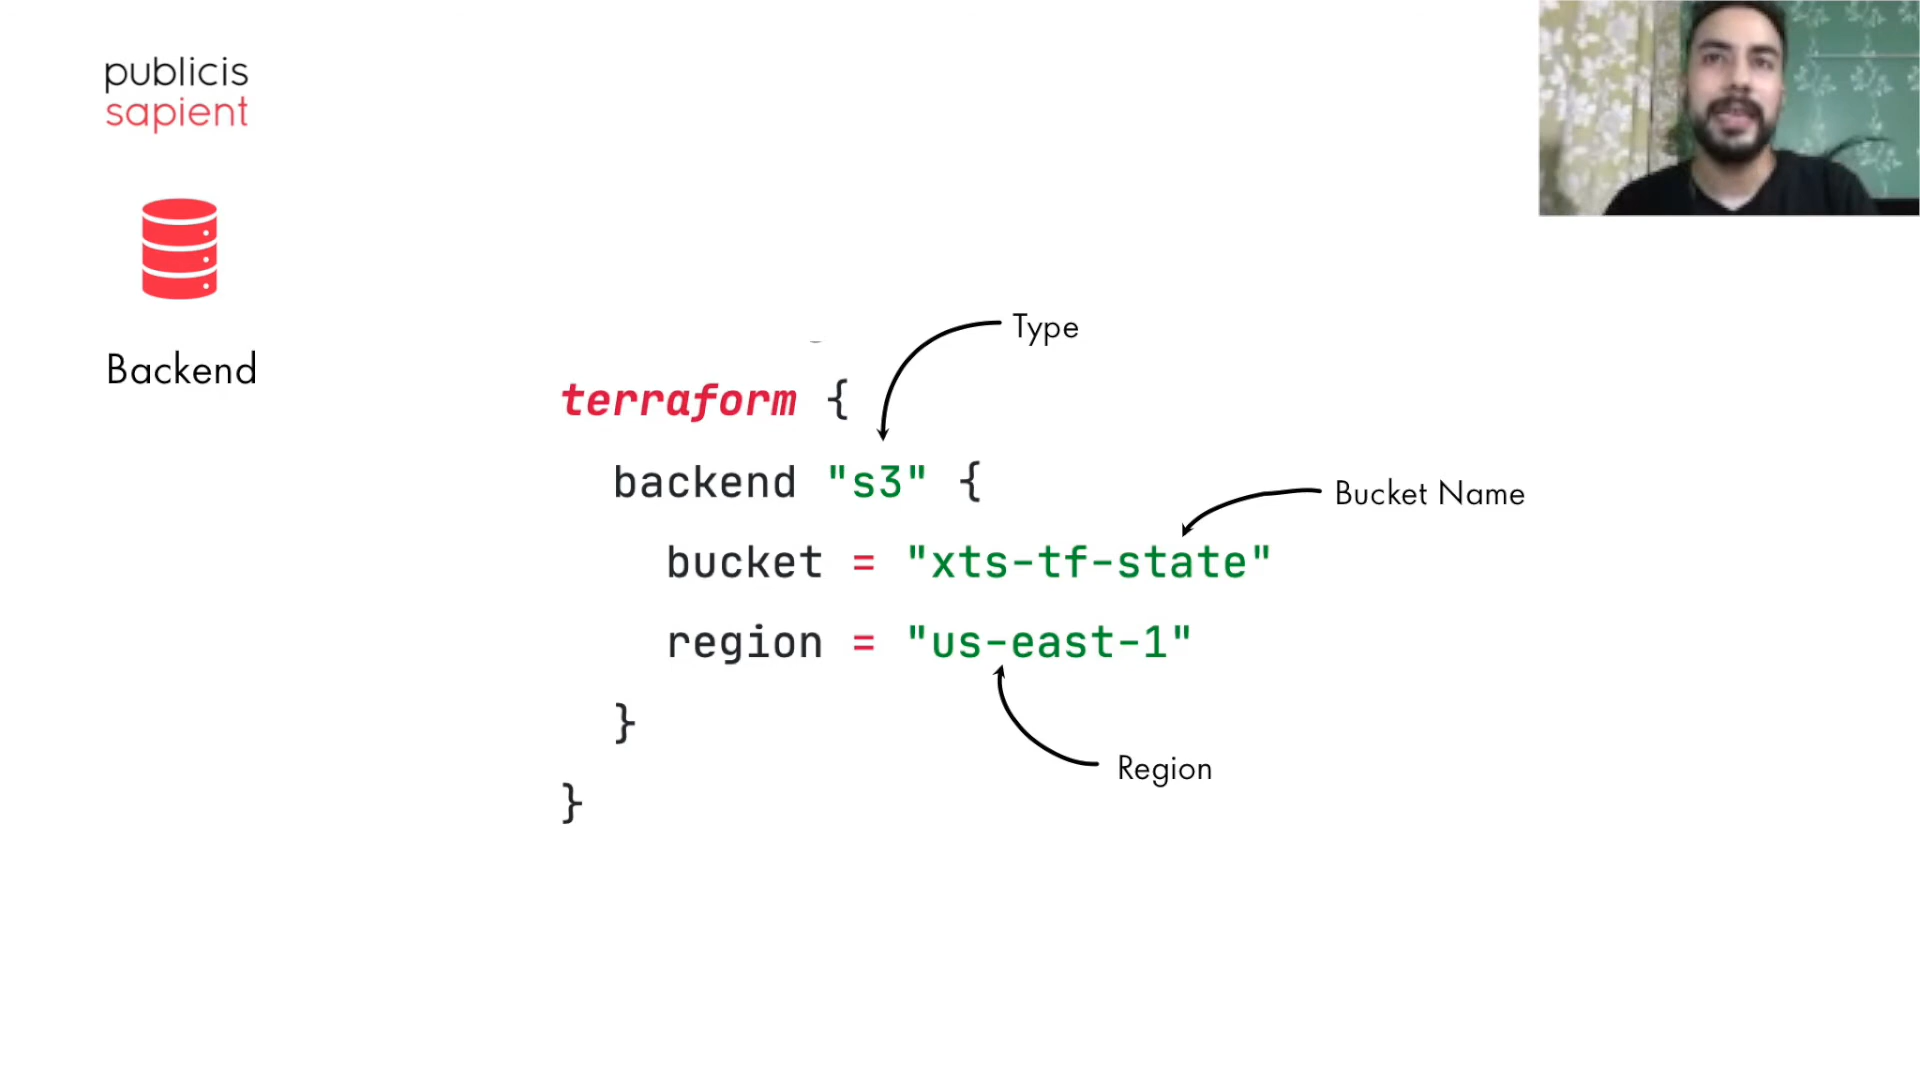 publicis
sapient
Backend
Type
terraform {
backend "s3" {
Bucket Name
bucket = "xts-tf-state"
region = "us-east-1"
}
Region
}